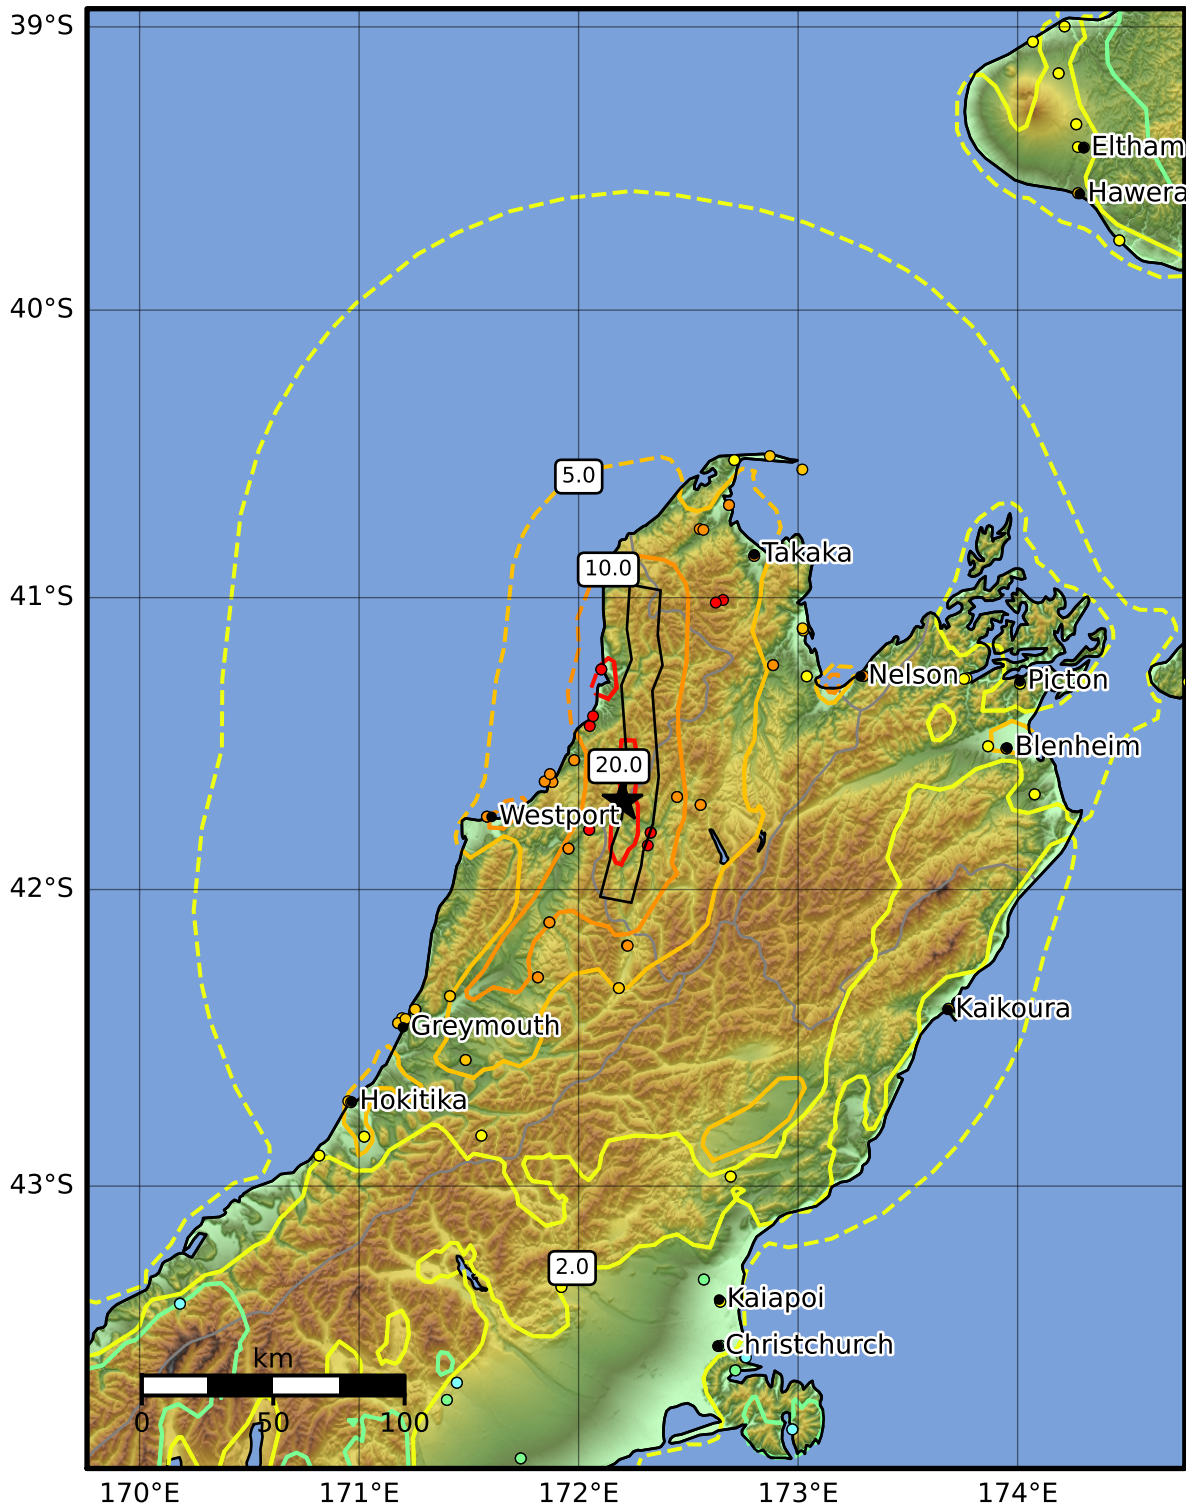 39°S
Eltham
Hawera
40°S
5.0
Takaka
10.0
41°S
Nelson
Picton
Blenheim
20.0
Westport
42°S
Kaikoura
Greymouth
Hokitika
43°S
2.0
Kaiapoi
Christchurch
km
0 50 100
170°E 171°E 172°E 173°E 174°E